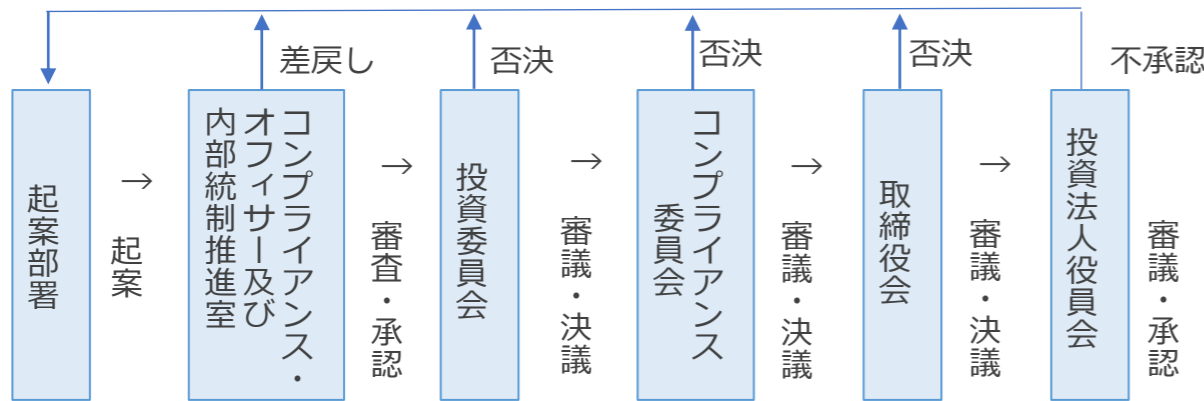 差戻し
否決
否決
否決
不承認
起案部署
→
起案
コンプライアンス・
オフィサー及び
内部統制推進室
→
審査・承認
投資委員会
→
審議・決議
コンプライアンス
委員会
→
審議・決議
取締役会
→
審議・決議
投資法人役員会
審議・承認